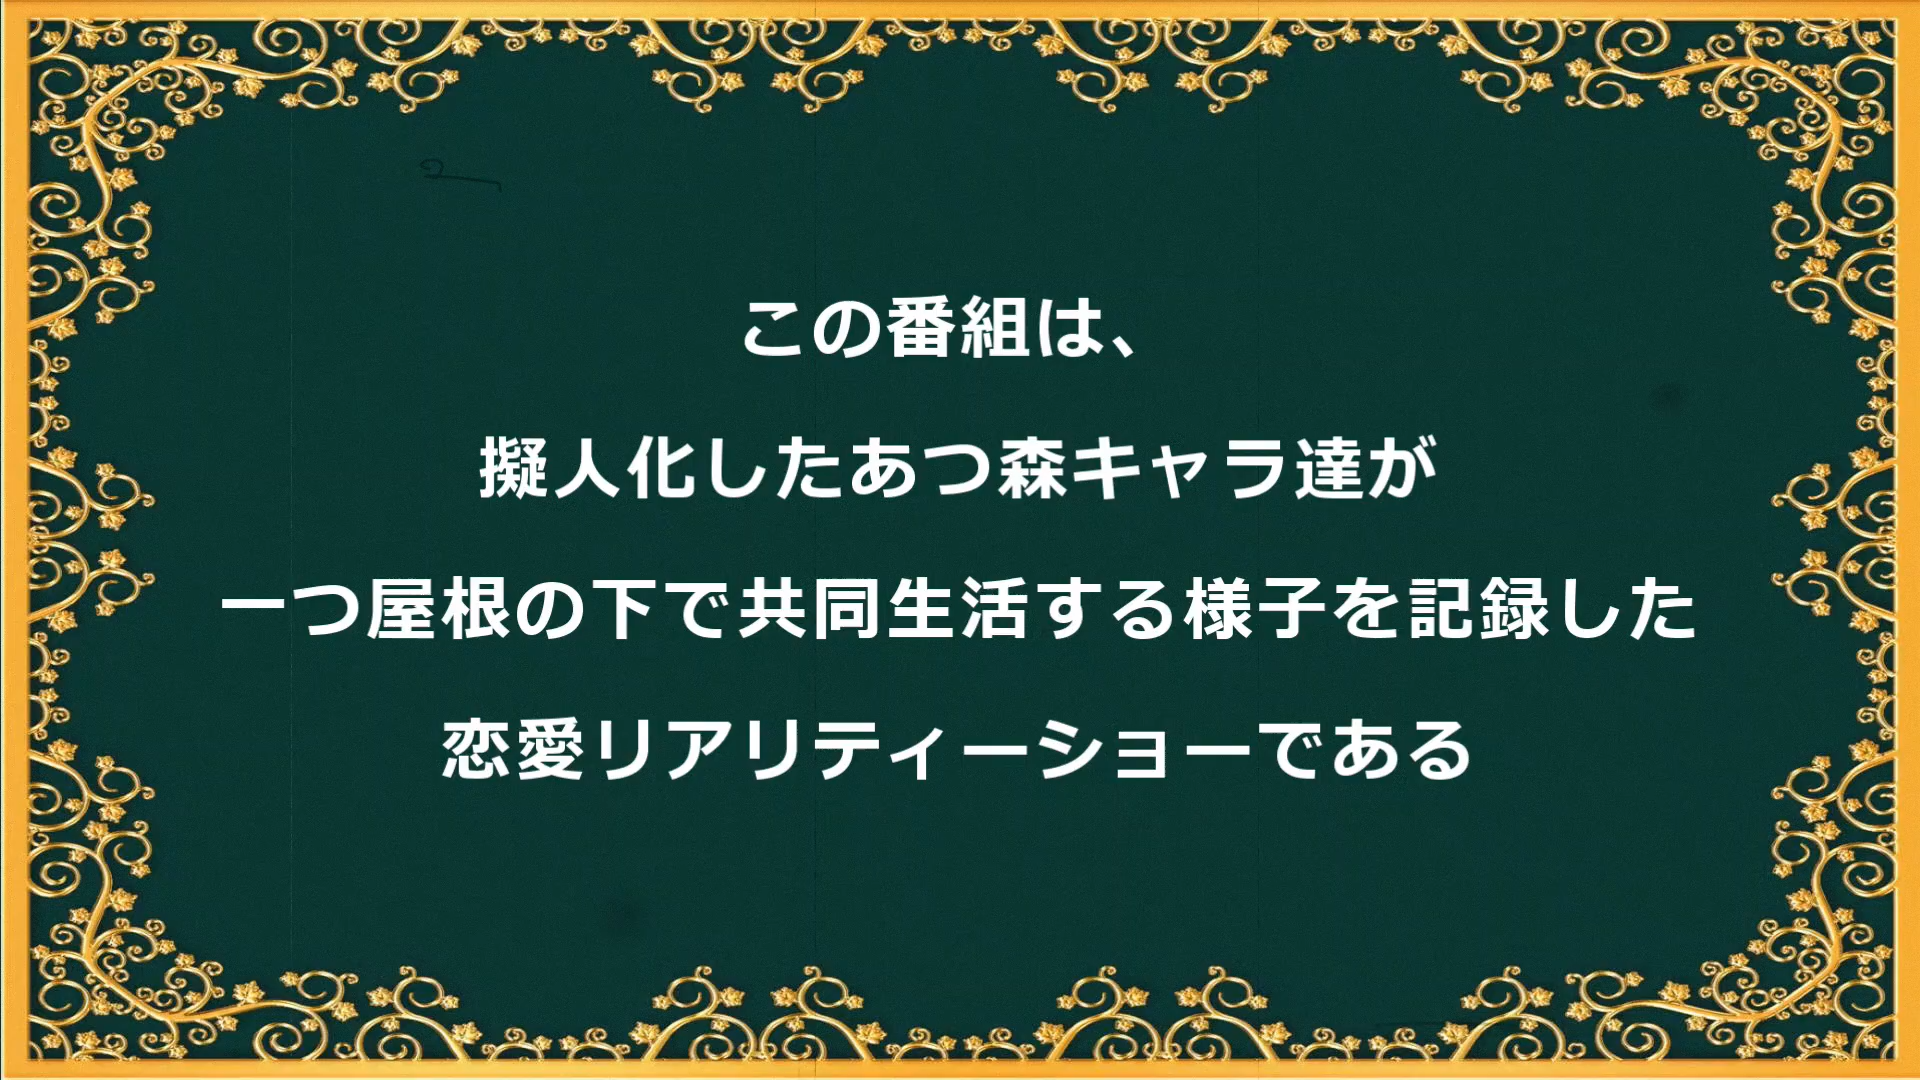 この番組は、
擬人化したあつ森キャラ達が
一つ屋根の下で共同生活する様子を記録した
恋愛リアリティーショーである